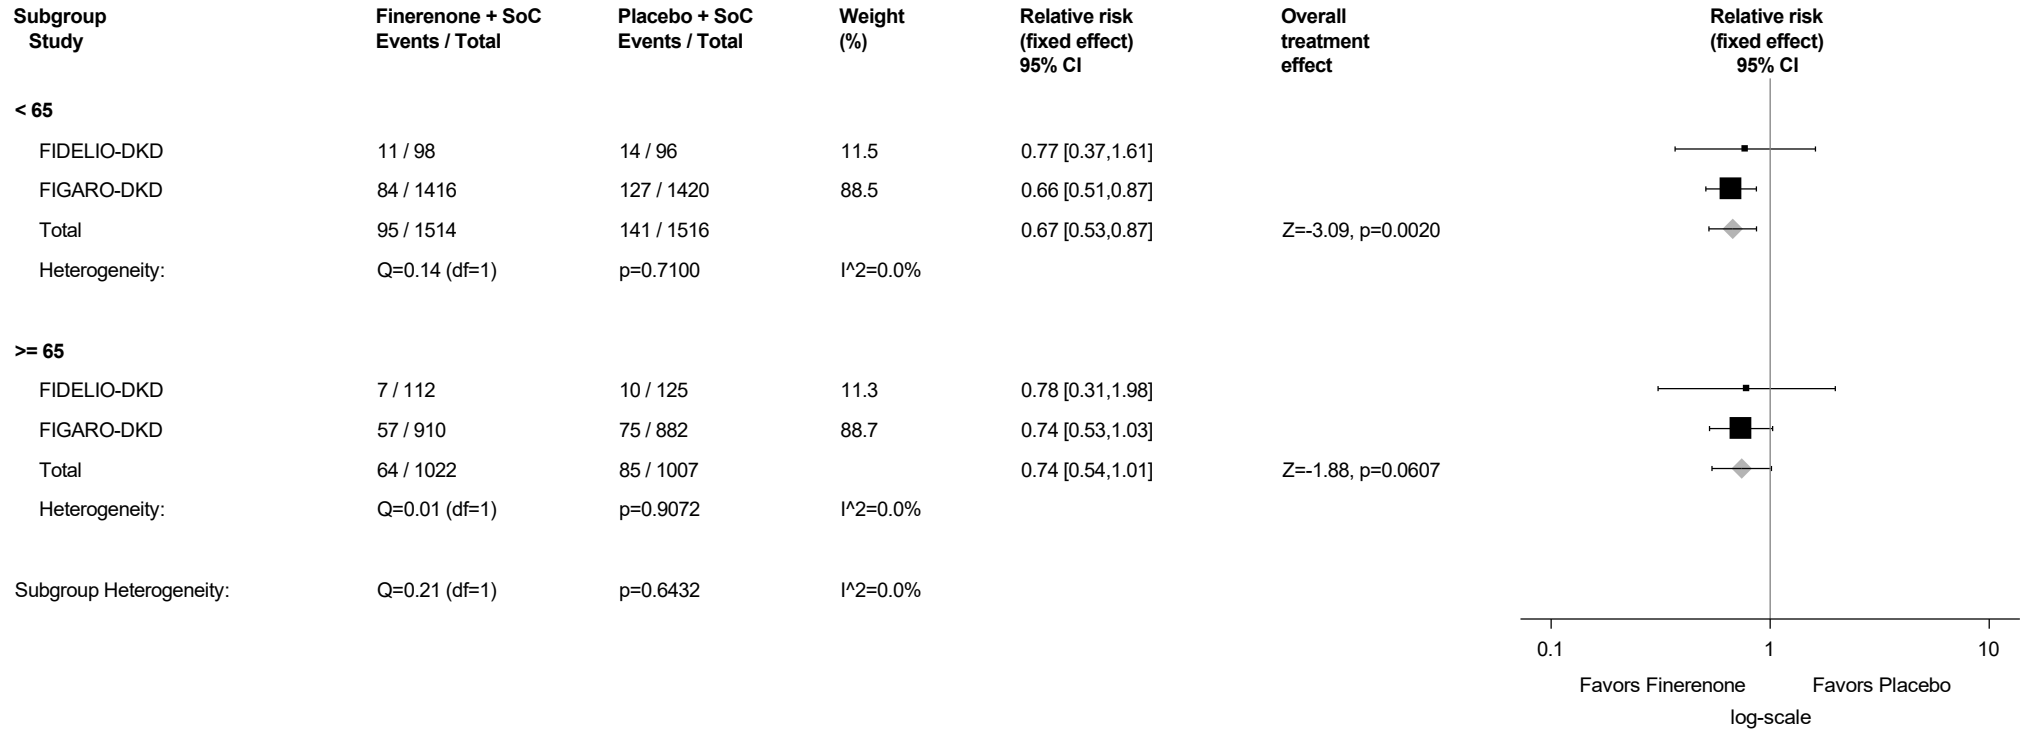 Subgroup Finerenone + SoC Placebo + SoC Weight Relative risk Overall Relative risk
Study Events / Total Events / Total (%) (fixed effect) treatment (fixed effect)
95% CI effect 95% CI
< 65
FIDELIO-DKD 11 / 98 14 / 96 11.5 0.77 [0.37,1.61]
FIGARO-DKD 84 / 1416 127 / 1420 88.5 0.66 [0.51,0.87]
Total 95 / 1514 141 / 1516 0.67 [0.53,0.87] Z=-3.09, p=0.0020
Heterogeneity: Q=0.14 (df=1) p=0.7100 I^2=0.0%
>= 65
FIDELIO-DKD 7 / 112 10 / 125 11.3 0.78 [0.31,1.98]
FIGARO-DKD 57 / 910 75 / 882 88.7 0.74 [0.53,1.03]
Total 64 / 1022 85 / 1007 0.74 [0.54,1.01] Z=-1.88, p=0.0607
Heterogeneity: Q=0.01 (df=1) p=0.9072 I^2=0.0%
Subgroup Heterogeneity: Q=0.21 (df=1) p=0.6432 I^2=0.0%
0.1 1 10
Favors Finerenone Favors Placebo
log-scale